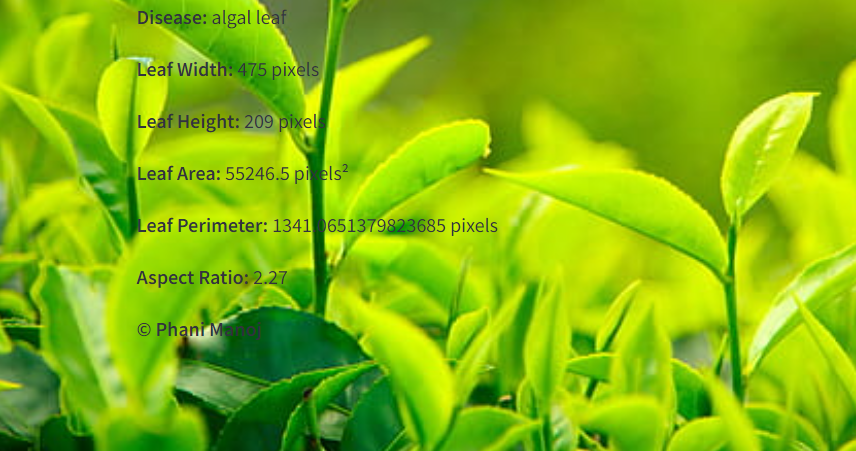 Disease: algal leaf
Leaf Width: 475 pixels
Leaf Height: 209 pixels
Leaf Area: 55246.5 pixels²
Leaf Perimeter: 1341.0651379823685 pixels
Aspect Ratio: 2.27
© Phani Manoj